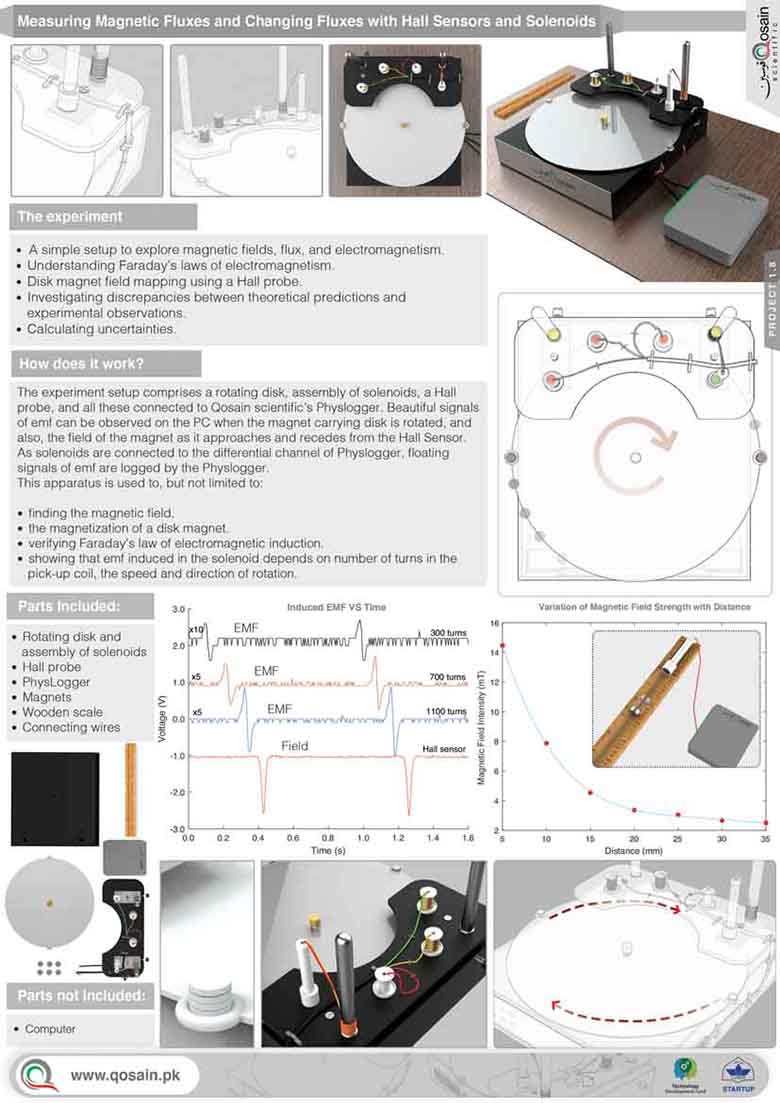 Measuring Magnetic Fluxes and Changing Fluxes with Hall Sensors and Solenoids
Qosain
scientific
قوسین
The experiment
• A simple setup to explore magnetic fields, flux, and electromagnetism.
• Understanding Faraday's laws of electromagnetism.
• Disk magnet field mapping using a Hall probe.
• Investigating discrepancies between theoretical predictions and
experimental observations.
• Calculating uncertainties.
PROJECT 1.8
How does it work?
The experiment setup comprises a rotating disk, assembly of solenoids, a Hall
probe, and all these connected to Qosain scientific's Physlogger. Beautiful signals
of emf can be observed on the PC when the magnet carrying disk is rotated, and
also, the field of the magnet as it approaches and recedes from the Hall Sensor.
As solenoids are connected to the differential channel of Physlogger, floating
signals of emf are logged by the Physlogger.
This apparatus is used to, but not limited to:
• finding the magnetic field.
• the magnetization of a disk magnet.
• verifying Faraday's law of electromagnetic induction.
• showing that emf induced in the solenoid depends on number of turns in the
pick-up coil, the speed and direction of rotation.
Parts Included:
• Rotating disk and
assembly of solenoids
• Hall probe
• PhysLogger
• Magnets
• Wooden scale
• Connecting wires
Induced EMF VS Time
3.0
2.0
1.0
0.0
-1.0
-2.0
-3.0
Voltage (V)
x10 EMF 300 turns
x5 EMF 700 turns
x5 EMF 1100 turns
Field Hall sensor
0.0 0.2 0.4 0.6 0.8 1.0 1.2 1.4 1.6
Time (s)
Variation of Magnetic Field Strength with Distance
16
14
12
10
8
6
4
2
Magnetic Field Intensity (mT)
5 10 15 20 25 30 35
Distance (mm)
Parts not Included:
• Computer
www.qosain.pk
Technology
Development Fund
STARTUP